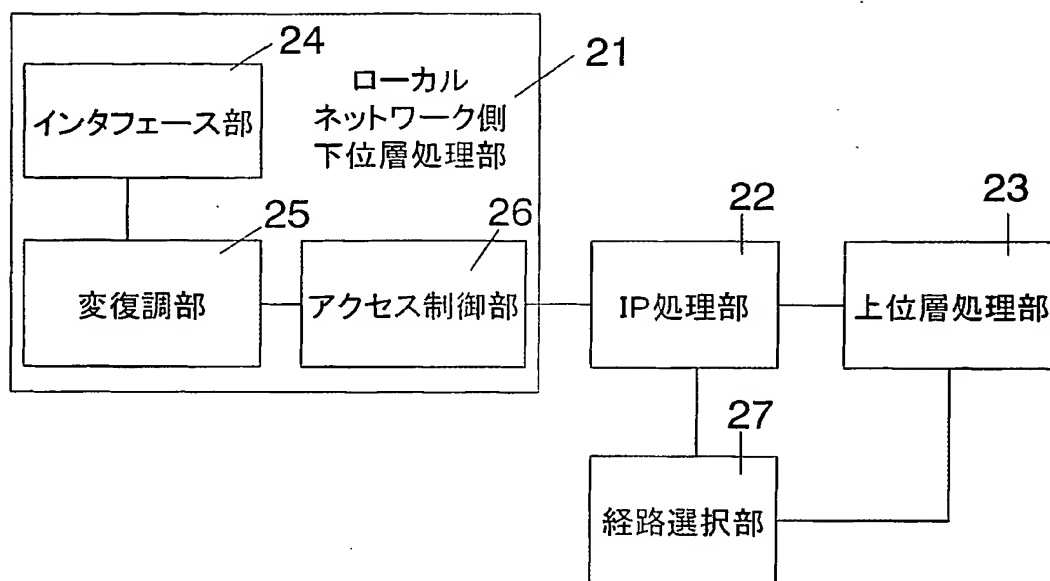 24
インタフェース部
ローカル
ネットワーク側
下位層処理部
21
25
変復調部
26
アクセス制御部
22
IP処理部
23
上位層処理部
27
経路選択部